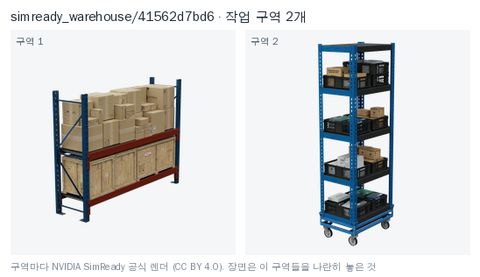 simready_warehouse/41562d7bd6 · 작업 구역 2개
구역 1
구역 2
구역마다 NVIDIA SimReady 공식 렌더 (CC BY 4.0). 장면은 이 구역들을 나란히 놓은 것